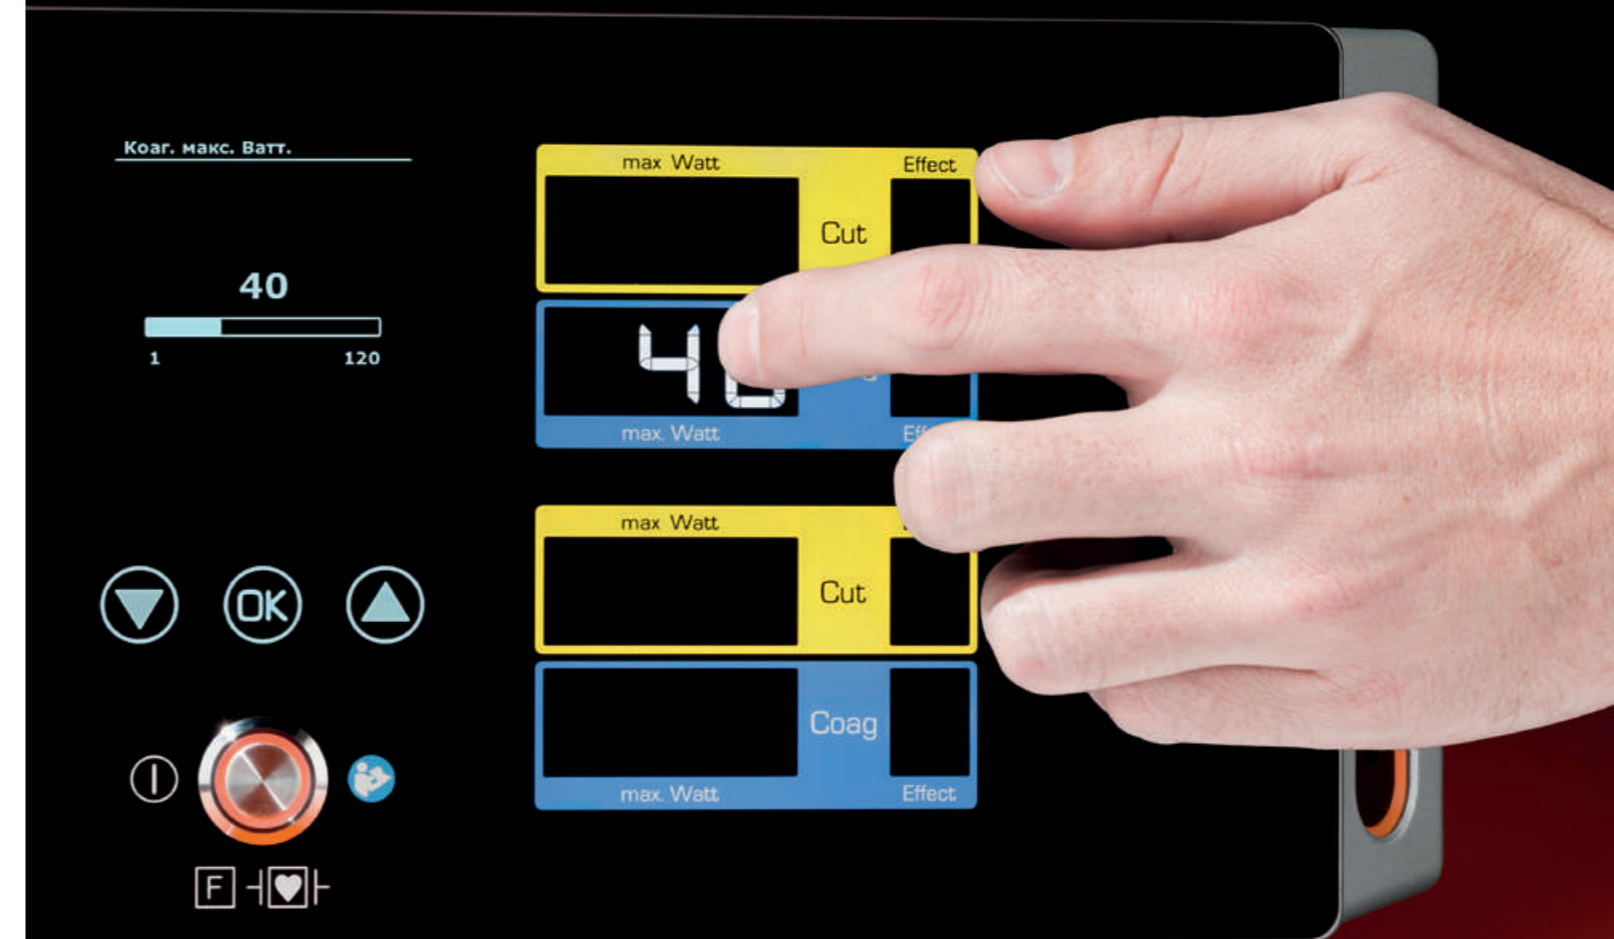 Коаг. макс. Ватт.
40
1 120
OK
F
max Watt Effect
Cut
40
max. Watt
max Watt
Cut
Coag
max. Watt Effect